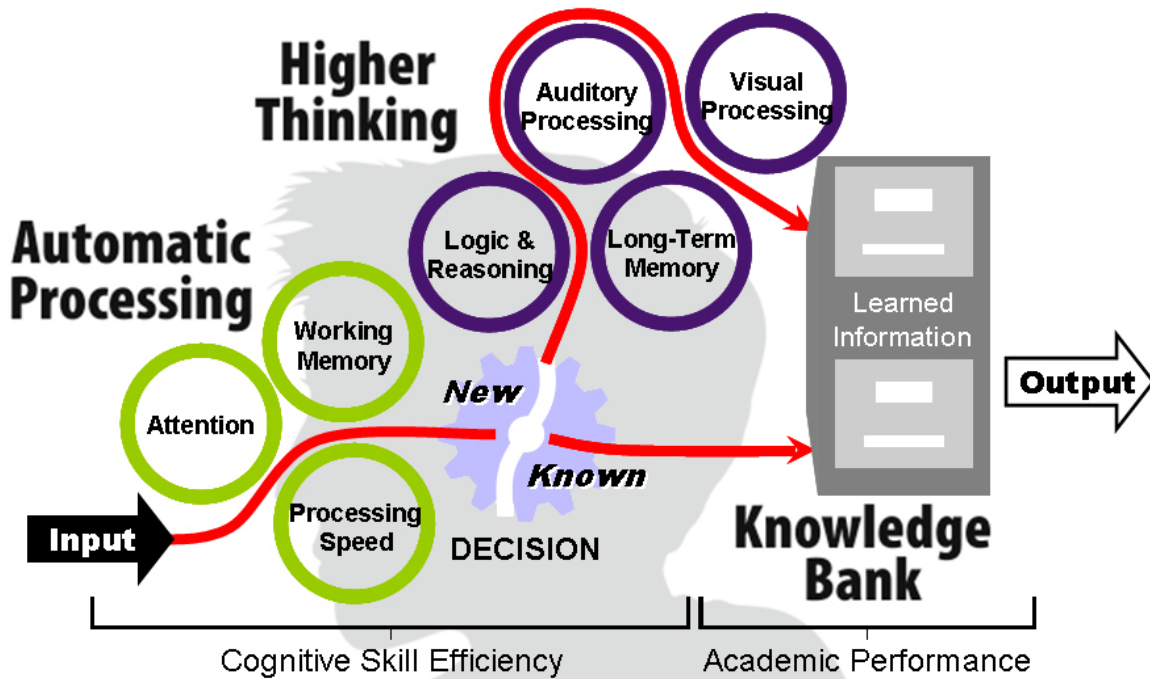 Higher
Thinking
Auditory
Processing
Visual
Processing
Automatic
Processing
Logic &
Reasoning
Long-Term
Memory
Working
Memory
Attention
Processing
Speed
Input
New
Known
DECISION
Learned
Information
Output
Knowledge
Bank
Cognitive Skill Efficiency
Academic Performance